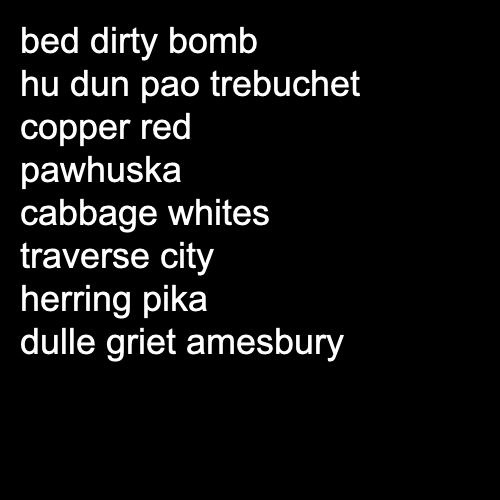 bed dirty bomb
hu dun pao trebuchet
copper red
pawhuska
cabbage whites
traverse city
herring pika
dulle griet amesbury